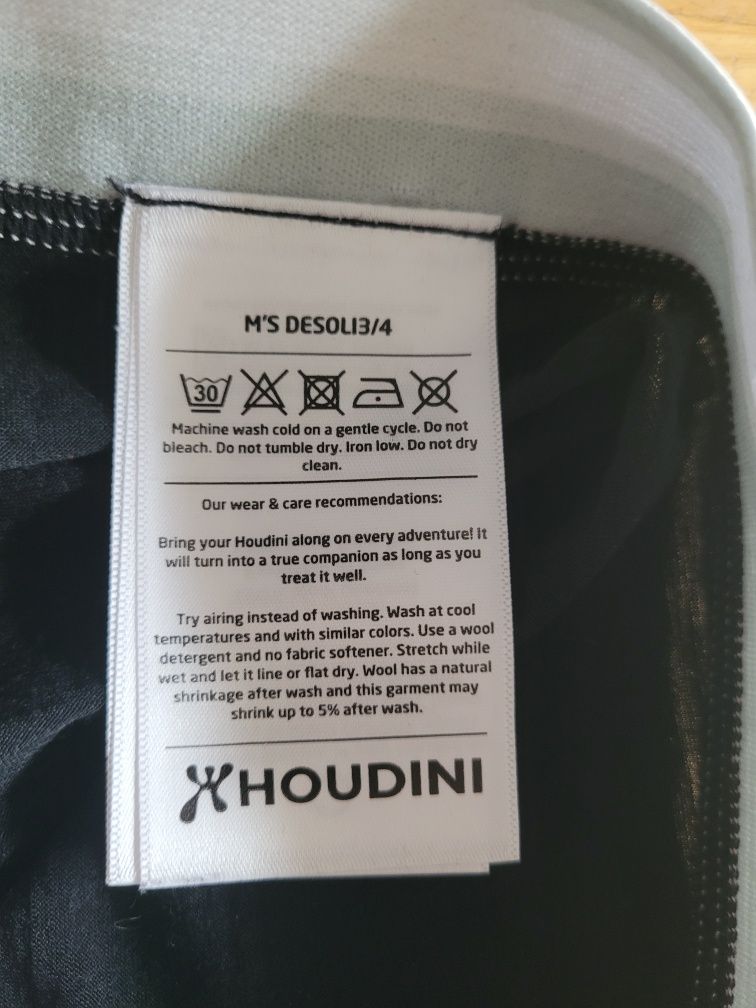 M'S DESOLI3/4
30
Machine wash cold on a gentle cycle. Do not
bleach. Do not tumble dry. Iron low. Do not dry
clean.
Our wear & care recommendations:
Bring your Houdini along on every adventure! It
will turn into a true companion as long as you
treat it well.
Try airing instead of washing. Wash at cool
temperatures and with similar colors. Use a wool
detergent and no fabric softener. Stretch while
wet and let it line or flat dry. Wool has a natural
shrinkage after wash and this garment may
shrink up to 5% after wash.
HOUDINI